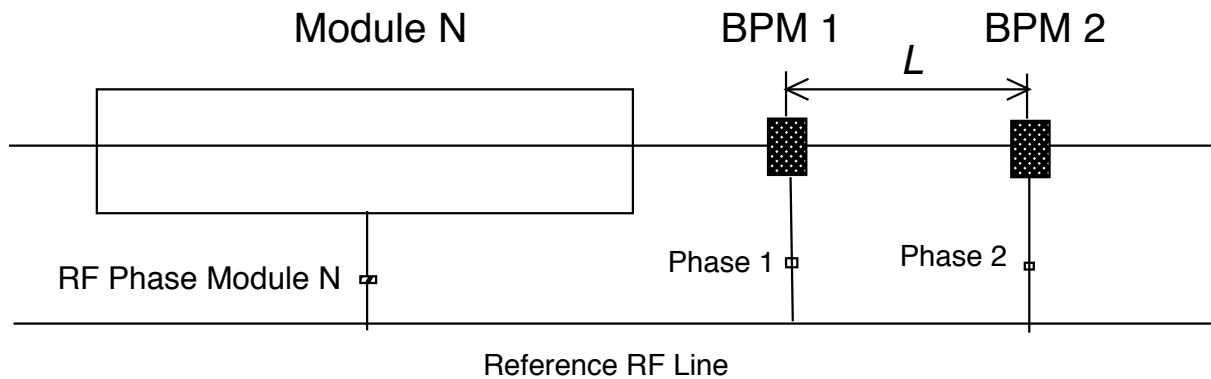 Module N
BPM 1
BPM 2
L
RF Phase Module N
Phase 1
Phase 2
Reference RF Line